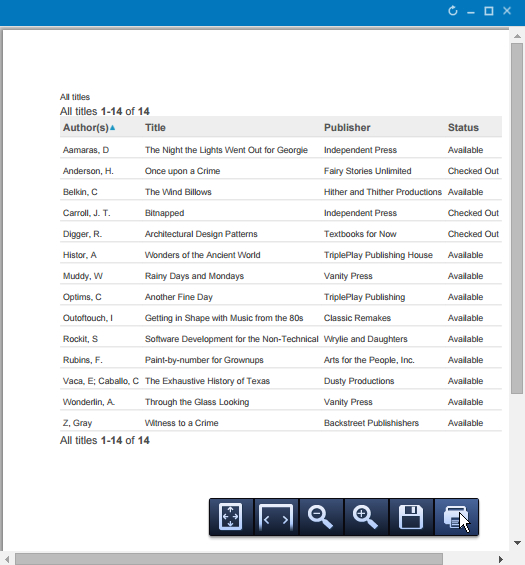 All titles
All titles 1-14 of 14
Author(s) Title Publisher Status
Aamaras, D The Night the Lights Went Out for Georgie Independent Press Available
Anderson, H. Once upon a Crime Fairy Stories Unlimited Checked Out
Belkin, C The Wind Billows Hither and Thither Productions Available
Carroll, J. T. Bitnapped Independent Press Checked Out
Digger, R. Architectural Design Patterns Textbooks for Now Checked Out
Histor, A Wonders of the Ancient World TriplePlay Publishing House Available
Muddy, W Rainy Days and Mondays Vanity Press Available
Optims, C Another Fine Day TriplePlay Publishing Available
Outoftouch, I Getting in Shape with Music from the 80s Classic Remakes Available
Rockit, S Software Development for the Non-Technical Wrylie and Daughters Available
Rubins, F. Paint-by-number for Grownups Arts for the People, Inc. Available
Vaca, E; Caballo, C The Exhaustive History of Texas Dusty Productions Available
Wonderlin, A. Through the Glass Looking Vanity Press Available
Z, Gray Witness to a Crime Backstreet Publishishers Available
All titles 1-14 of 14